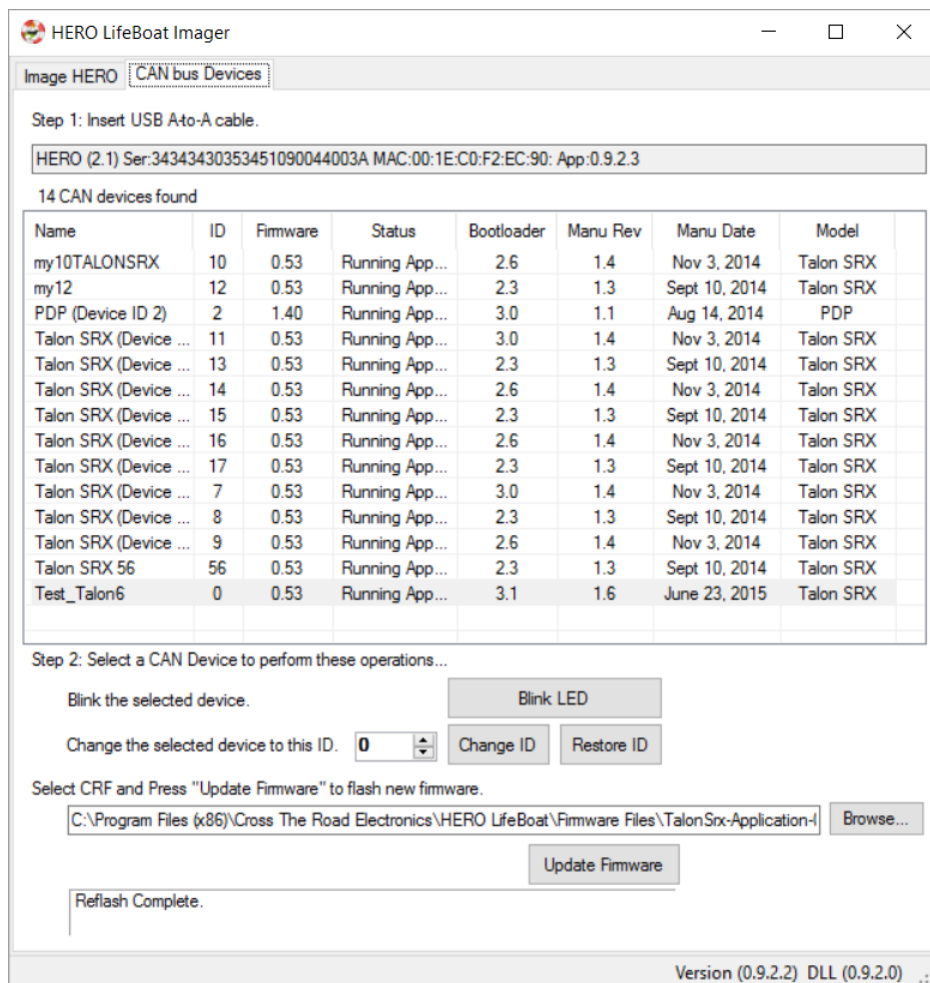 HERO LifeBoat Imager
Image HERO CAN bus Devices
Step 1: Insert USB A-to-A cable.
HERO (2.1) Ser:34343430353451090044003A MAC:00:1E:C0:F2:EC:90: App:0.9.2.3
14 CAN devices found
Name ID Firmware Status Bootloader Manu Rev Manu Date Model
my10TALONSRX 10 0.53 Running App... 2.6 1.4 Nov 3, 2014 Talon SRX
my12 12 0.53 Running App... 2.3 1.3 Sept 10, 2014 Talon SRX
PDP (Device ID 2) 2 1.40 Running App... 3.0 1.1 Aug 14, 2014 PDP
Talon SRX (Device ... 11 0.53 Running App... 3.0 1.4 Nov 3, 2014 Talon SRX
Talon SRX (Device ... 13 0.53 Running App... 2.3 1.3 Sept 10, 2014 Talon SRX
Talon SRX (Device ... 14 0.53 Running App... 2.6 1.4 Nov 3, 2014 Talon SRX
Talon SRX (Device ... 15 0.53 Running App... 2.3 1.3 Sept 10, 2014 Talon SRX
Talon SRX (Device ... 16 0.53 Running App... 2.6 1.4 Nov 3, 2014 Talon SRX
Talon SRX (Device ... 17 0.53 Running App... 2.3 1.3 Sept 10, 2014 Talon SRX
Talon SRX (Device ... 7 0.53 Running App... 3.0 1.4 Nov 3, 2014 Talon SRX
Talon SRX (Device ... 8 0.53 Running App... 2.3 1.3 Sept 10, 2014 Talon SRX
Talon SRX (Device ... 9 0.53 Running App... 2.6 1.4 Nov 3, 2014 Talon SRX
Talon SRX 56 56 0.53 Running App... 2.3 1.3 Sept 10, 2014 Talon SRX
Test_Talon6 0 0.53 Running App... 3.1 1.6 June 23, 2015 Talon SRX
Step 2: Select a CAN Device to perform these operations...
Blink the selected device. Blink LED
Change the selected device to this ID. 0 Change ID Restore ID
Select CRF and Press "Update Firmware" to flash new firmware.
C:\Program Files (x86)\Cross The Road Electronics\HERO LifeBoat\Firmware Files\TalonSrx-Application- Browse...
Update Firmware
Reflash Complete.
Version (0.9.2.2) DLL (0.9.2.0)